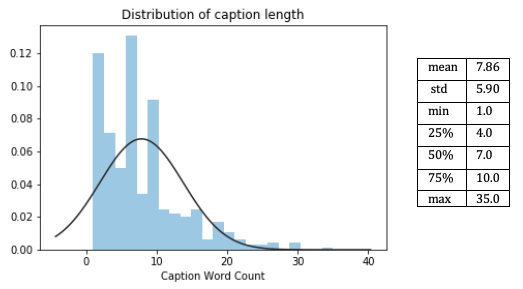 Distribution of caption length
0.12
0.10
0.08
0.06
0.04
0.02
0.00
0 10 20 30 40
Caption Word Count
mean 7.86
std 5.90
min 1.0
25% 4.0
50% 7.0
75% 10.0
max 35.0